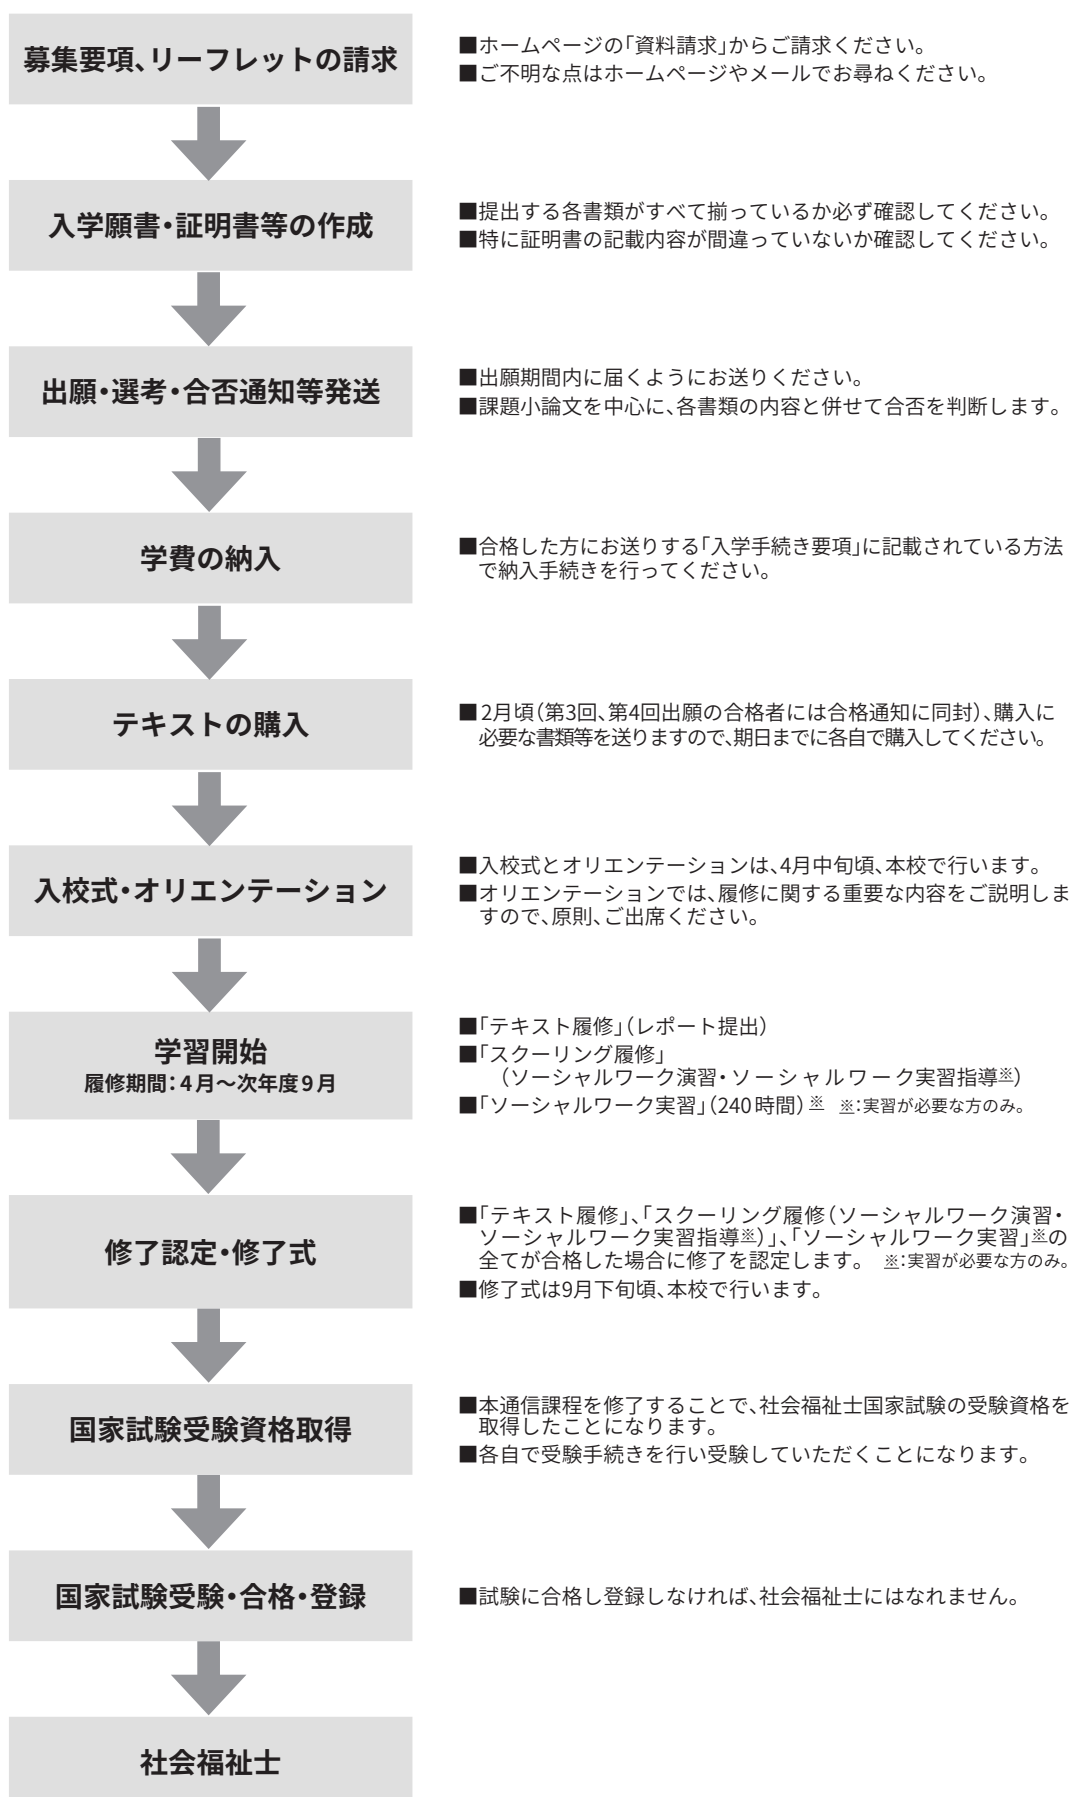 募集要項、リーフレットの請求
■ホームページの「資料請求」からご請求ください。
■ご不明な点はホームページやメールでお尋ねください。
入学願書・証明書等の作成
■提出する各書類がすべて揃っているか必ず確認してください。
■特に証明書の記載内容が間違っていないか確認してください。
出願・選考・合否通知等発送
■出願期間内に届くようにお送りください。
■課題小論文を中心に、各書類の内容と併せて合否を判断します。
学費の納入
■合格した方にお送りする「入学手続き要項」に記載されている方法
で納入手続きを行ってください。
テキストの購入
■2月頃（第3回、第4回出願の合格者には合格通知に同封）、購入に
必要な書類等を送りますので、期日までに各自で購入してください。
入校式・オリエンテーション
■入校式とオリエンテーションは、4月中旬頃、本校で行います。
■オリエンテーションでは、履修に関する重要な内容をご説明しま
すので、原則、ご出席ください。
学習開始
履修期間：4月～次年度9月
■「テキスト履修」（レポート提出）
■「スクーリング履修」
（ソーシャルワーク演習・ソーシャルワーク実習指導※）
■「ソーシャルワーク実習」（240時間）※ ※：実習が必要な方のみ。
修了認定・修了式
■「テキスト履修」、「スクーリング履修（ソーシャルワーク演習・
ソーシャルワーク実習指導※）」、「ソーシャルワーク実習」※の
全てが合格した場合に修了を認定します。 ※：実習が必要な方のみ。
■修了式は9月下旬頃、本校で行います。
国家試験受験資格取得
■本通信課程を修了することで、社会福祉士国家試験の受験資格を
取得したことになります。
■各自で受験手続きを行い受験していただくことになります。
国家試験受験・合格・登録
■試験に合格し登録しなければ、社会福祉士にはなれません。
社会福祉士